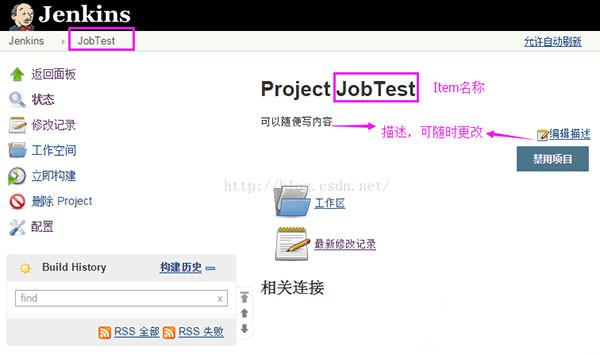 Jenkins
Jenkins JobTest 允许自动刷新
返回面板
状态
修改记录
工作空间
立即构建
删除 Project
配置
Build History 构建历史
find x
RSS 全部 RSS 失败
Project JobTest Item名称
可以随便写内容 描述，可随时更改 编辑描述
禁用项目
http://blog.csdn.net/
工作区
最新修改记录
相关连接